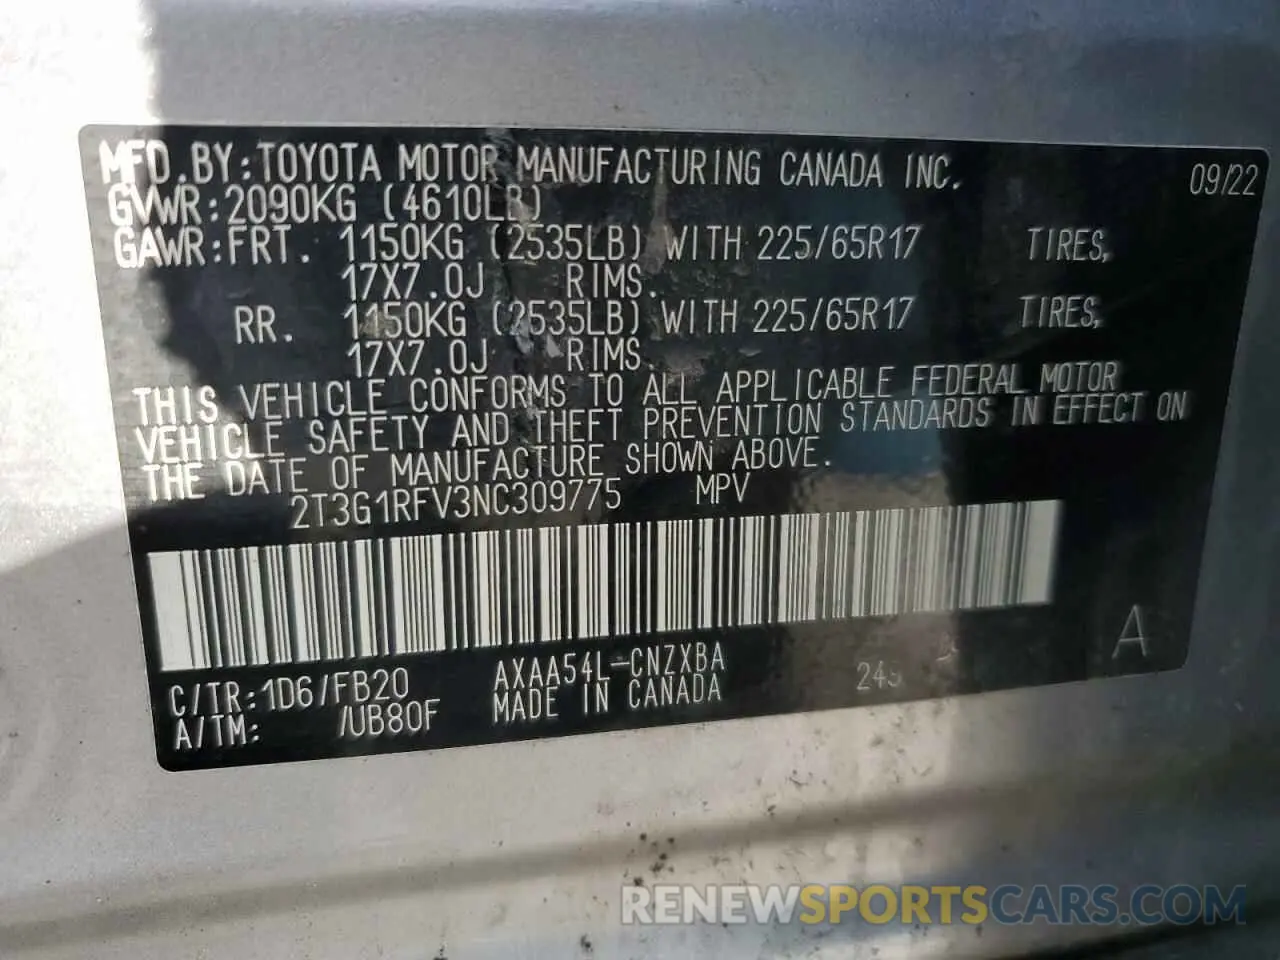 MFD.BY:TOYOTA MOTOR MANUFACTURING CANADA INC. 09/22
GVWR:2090KG (4610LB)
GAWR:FRT. 1150KG (2535LB) WITH 225/65R17 TIRES,
17X7.0J RIMS.
RR. 1150KG (2535LB) WITH 225/65R17 TIRES,
17X7.0J RIMS.
THIS VEHICLE CONFORMS TO ALL APPLICABLE FEDERAL MOTOR
VEHICLE SAFETY AND THEFT PREVENTION STANDARDS IN EFFECT ON
THE DATE OF MANUFACTURE SHOWN ABOVE.
2T3G1RFV3NC309775 MPV
A
C/TR:1D6/FB20 AXAA54L-CNZXBA
A/TM: /UB80F MADE IN CANADA
RENEWSPORTSCARS.COM